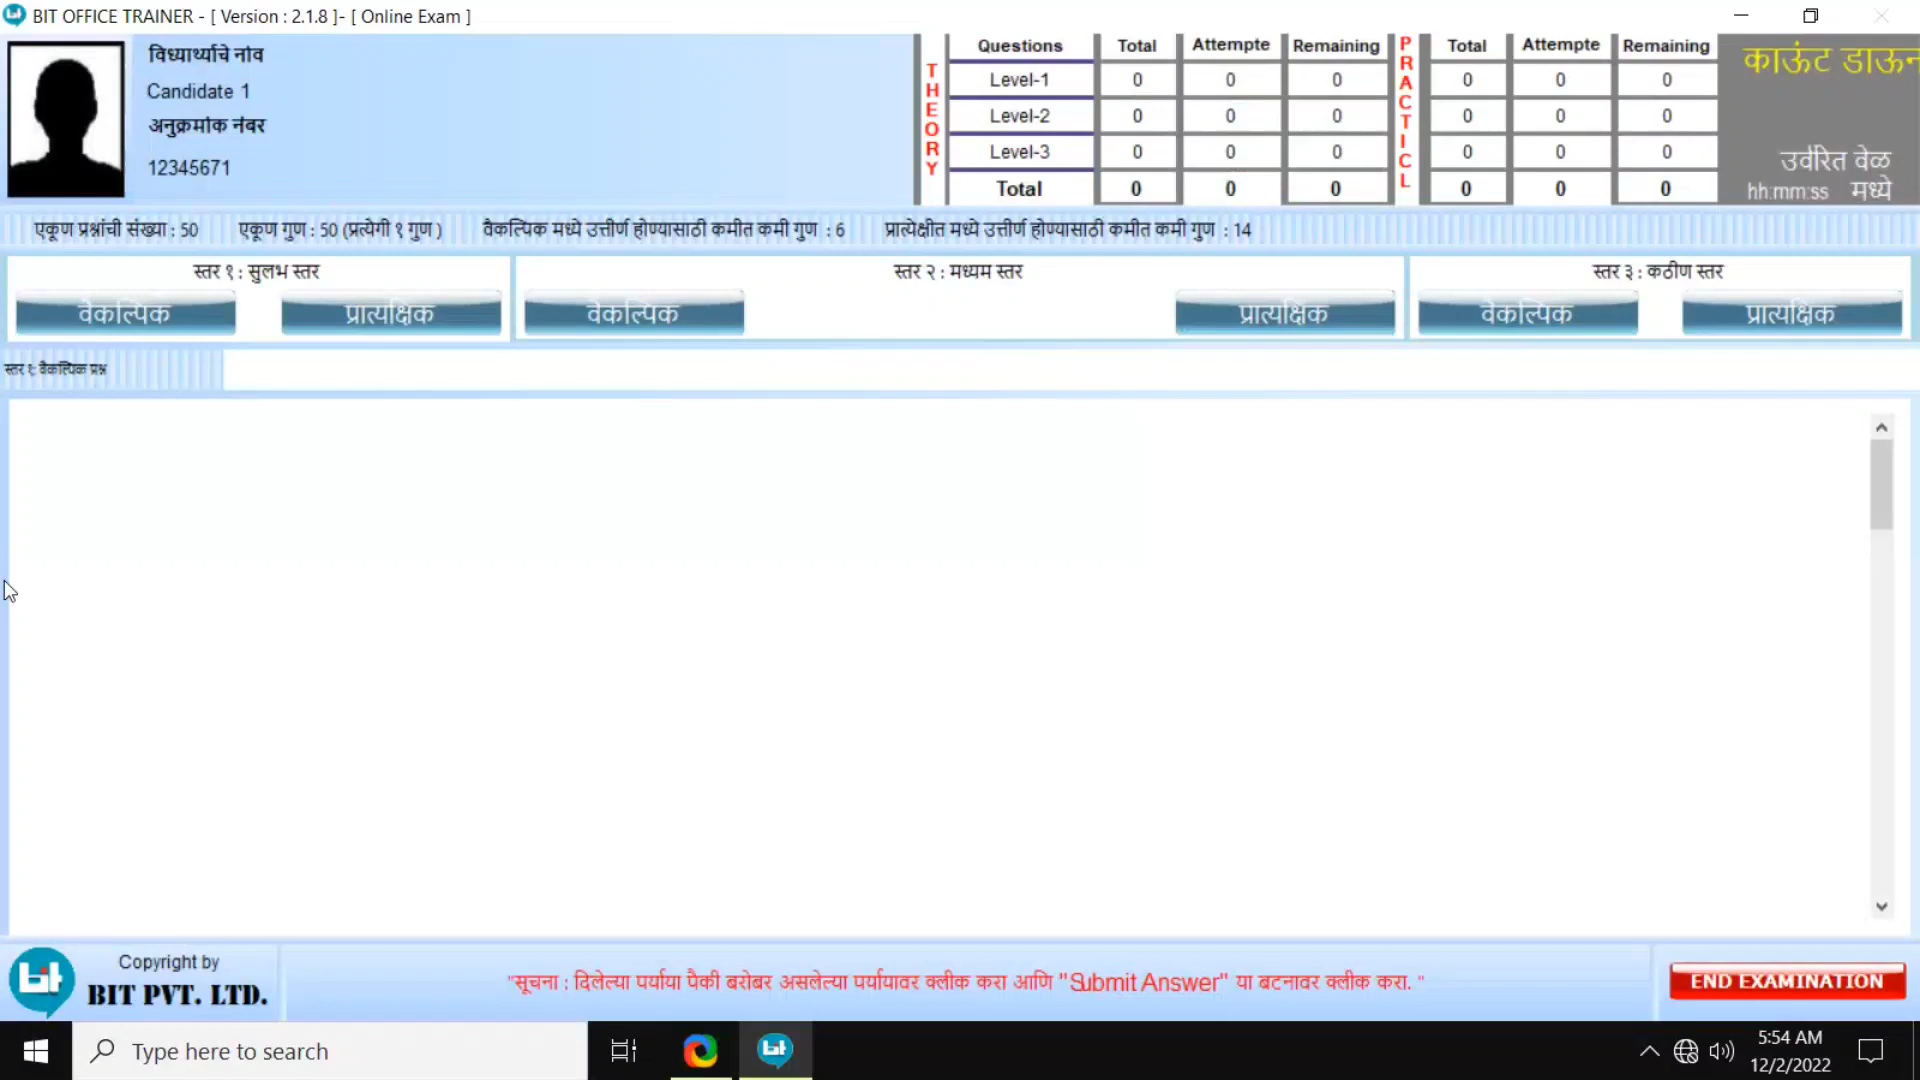 BIT OFFICE TRAINER - [ Version : 2.1.8 ]- [ Online Exam ]
विध्यार्थ्याचे नांव
Candidate 1
अनुक्रमांक नंबर
12345671
THEORY
Questions Total Attempte Remaining
Level-1 0 0 0
Level-2 0 0 0
Level-3 0 0 0
Total 0 0 0
PRACTICL
Total Attempte Remaining
0 0 0
0 0 0
0 0 0
0 0 0
काऊंट डाऊन
उर्वरित वेळ
hh:mm:ss मध्ये
एकूण प्रश्नांची संख्या : 50 एकूण गुण : 50 (प्रत्येगी १ गुण ) वैकल्पिक मध्ये उत्तीर्ण होण्यासाठी कमीत कमी गुण : 6 प्रात्येक्षीत मध्ये उत्तीर्ण होण्यासाठी कमीत कमी गुण : 14
स्तर १ : सुलभ स्तर स्तर २ : मध्यम स्तर स्तर ३ : कठीण स्तर
वेकल्पिक प्रात्यक्षिक वेकल्पिक प्रात्यक्षिक वेकल्पिक प्रात्यक्षिक
स्तर १: वैकल्पिक प्रश्न
Copyright by
BIT PVT. LTD.
"सूचना : दिलेल्या पर्याया पैकी बरोबर असलेल्या पर्यायावर क्लीक करा आणि "Submit Answer" या बटनावर क्लीक करा. "
END EXAMINATION
Type here to search
5:54 AM
12/2/2022